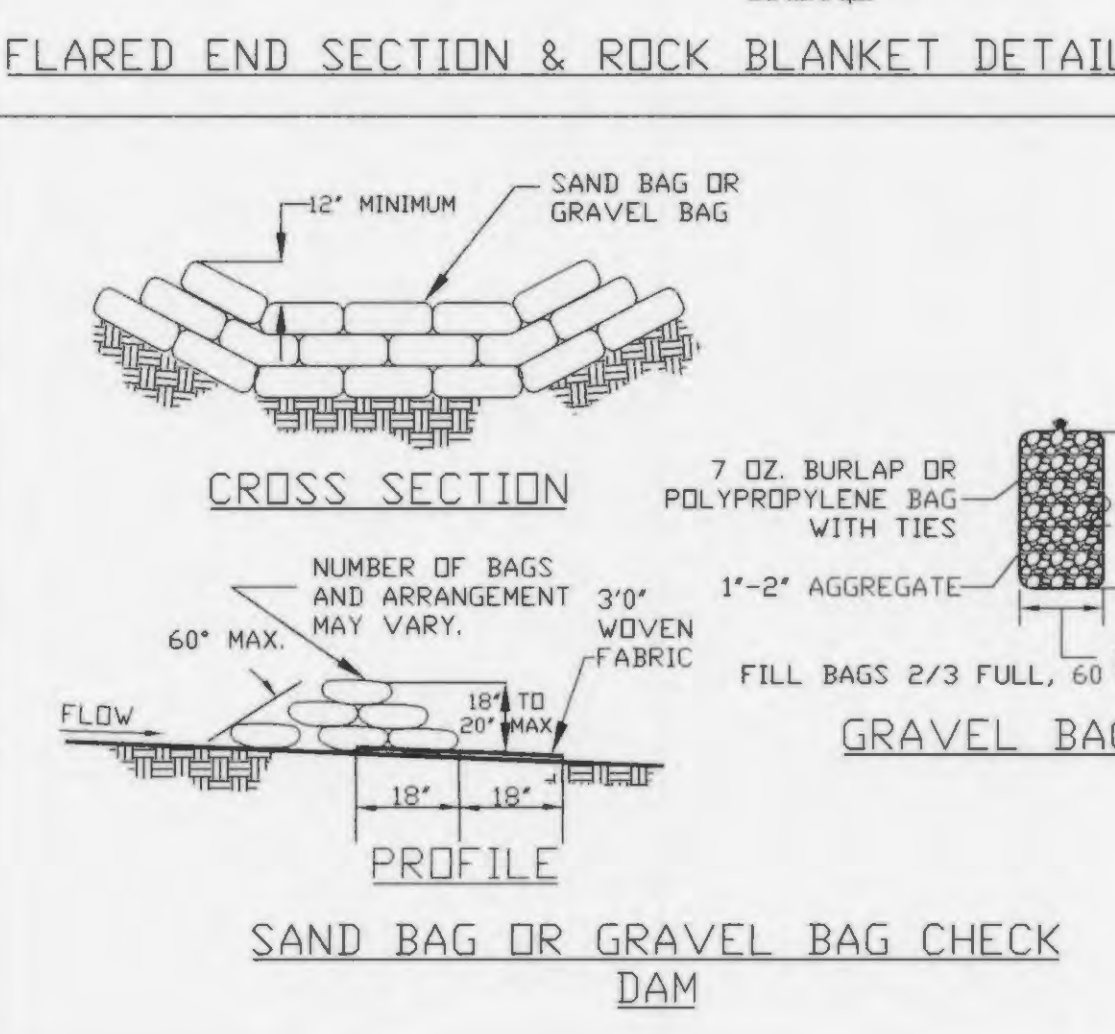 FLARED END SECTION & ROCK BLANKET DETAIL
12" MINIMUM
SAND BAG OR
GRAVEL BAG
CROSS SECTION
7 OZ. BURLAP OR
POLYPROPYLENE BAG
WITH TIES
1"-2" AGGREGATE
FILL BAGS 2/3 FULL, 60
GRAVEL BAG
NUMBER OF BAGS
AND ARRANGEMENT
MAY VARY.
60° MAX.
3'0"
WOVEN
FABRIC
FLOW
18" TO
20" MAX
18" 18"
PROFILE
SAND BAG OR GRAVEL BAG CHECK
DAM